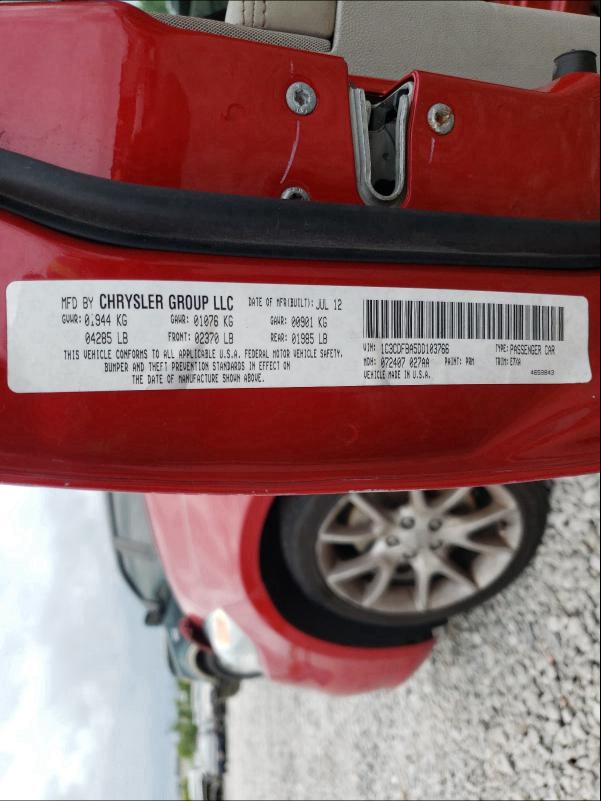 MFD BY CHRYSLER GROUP LLC DATE OF MFR(BUILT): JUL 12
GVWR: 01944 KG GAWR: 01076 KG GAWR: 00901 KG
04285 LB FRONT: 02370 LB REAR: 01985 LB
THIS VEHICLE CONFORMS TO ALL APPLICABLE U.S.A. FEDERAL MOTOR VEHICLE SAFETY,
BUMPER AND THEFT PREVENTION STANDARDS IN EFFECT ON
THE DATE OF MANUFACTURE SHOWN ABOVE.
VIN: 1C3CDFBA5DD103766 TYPE: PASSENGER CAR
MDH: 072407 027AA PAINT: PRM TRIM: E7XA
VEHICLE MADE IN U.S.A. 4659843